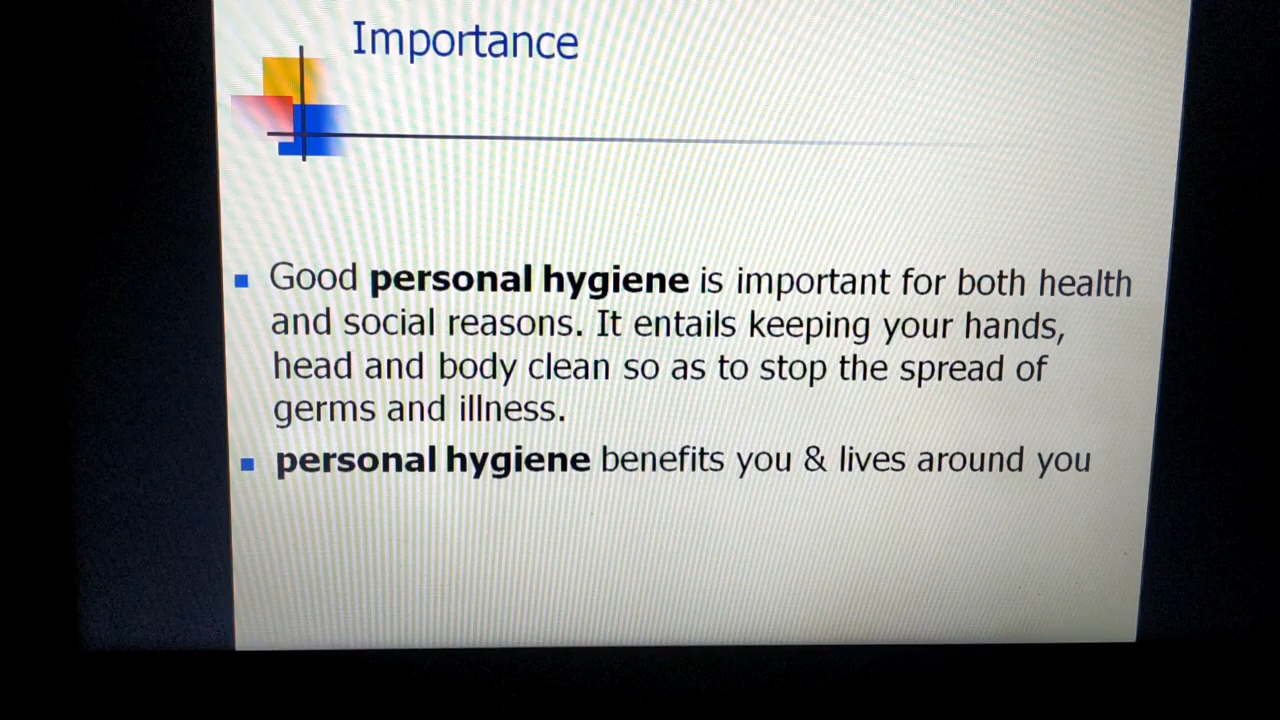 Importance
Good personal hygiene is important for both health
and social reasons. It entails keeping your hands,
head and body clean so as to stop the spread of
germs and illness.
personal hygiene benefits you & lives around you